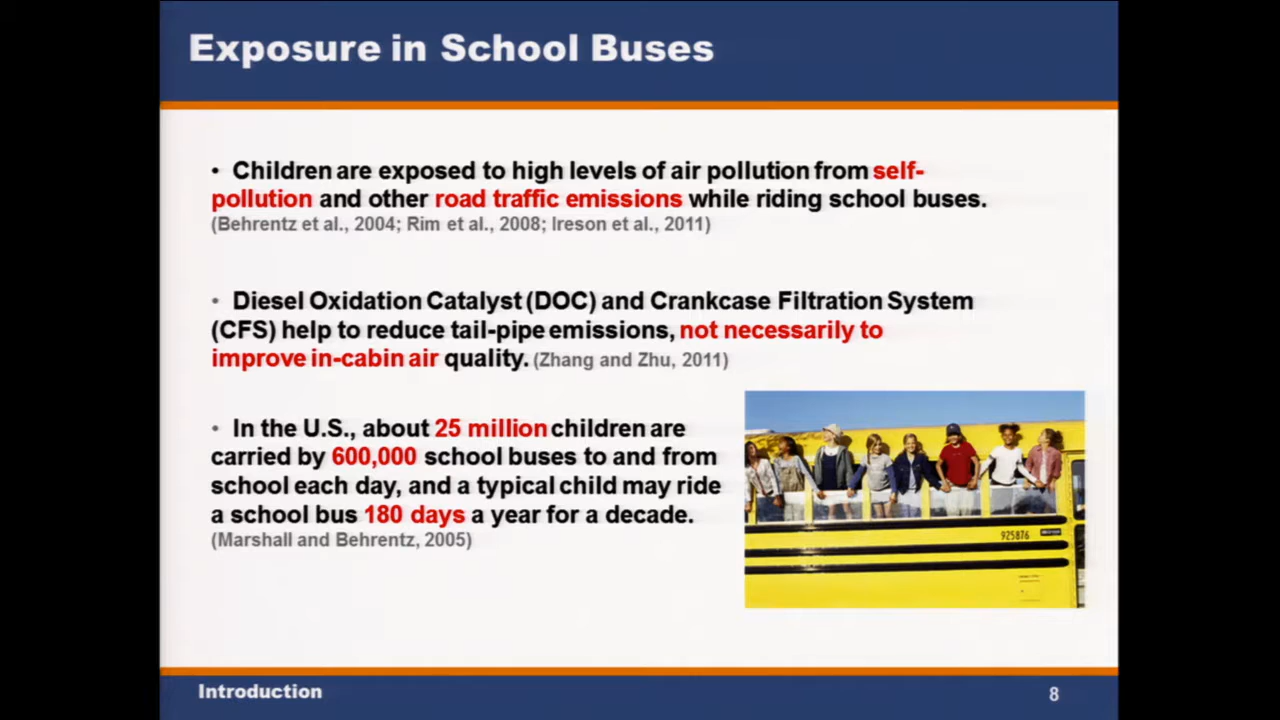 Exposure in School Buses
• Children are exposed to high levels of air pollution from self-
pollution and other road traffic emissions while riding school buses.
(Behrentz et al., 2004; Rim et al., 2008; Ireson et al., 2011)
• Diesel Oxidation Catalyst (DOC) and Crankcase Filtration System
(CFS) help to reduce tail-pipe emissions, not necessarily to
improve in-cabin air quality. (Zhang and Zhu, 2011)
• In the U.S., about 25 million children are
carried by 600,000 school buses to and from
school each day, and a typical child may ride
a school bus 180 days a year for a decade.
(Marshall and Behrentz, 2005)
925876
Introduction
8